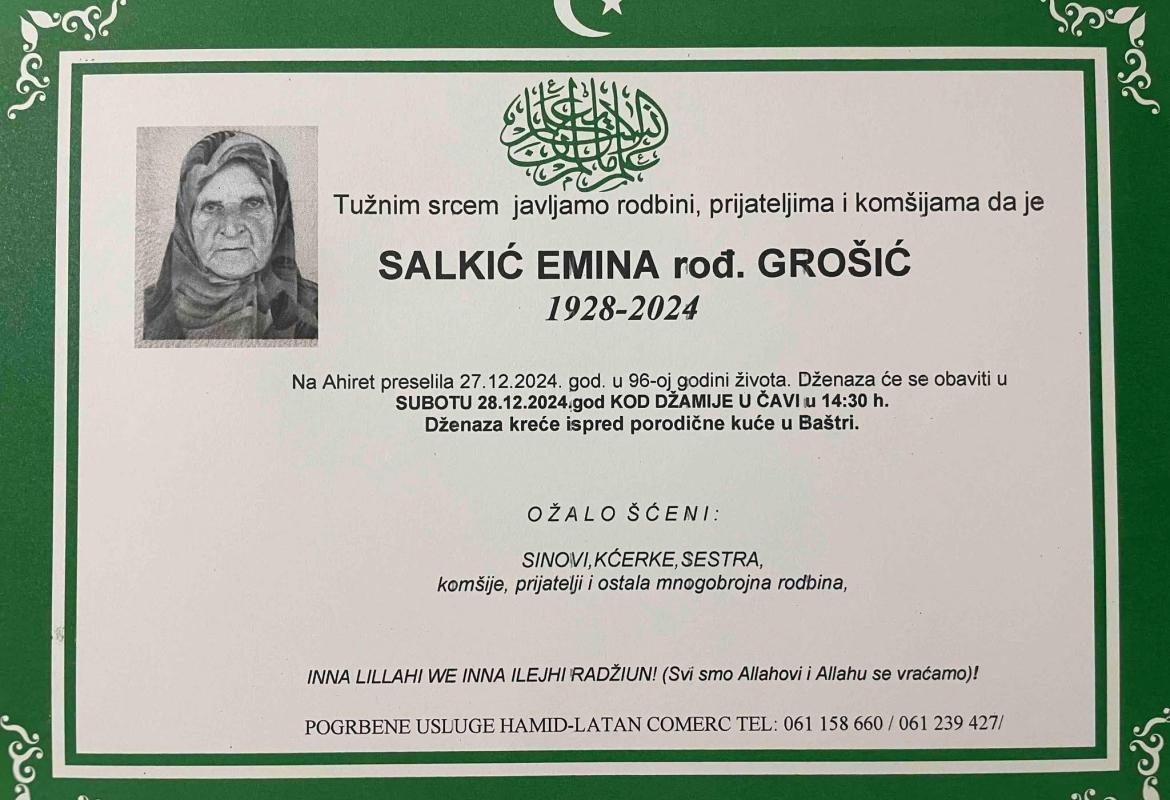 Tužnim srcem javljamo rodbini, prijateljima i komšijama da je
SALKIĆ EMINA rođ. GROŠIĆ
1928-2024
Na Ahiret preselila 27.12.2024. god. u 96-oj godini života. Dženaza će se obaviti u
SUBOTU 28.12.2024.god KOD DŽAMIJE U ČAVI u 14:30 h.
Dženaza kreće ispred porodične kuće u Baštri.
OŽALO ŠĆENI:
SINOVI,KĆERKE,SESTRA,
komšije, prijatelji i ostala mnogobrojna rodbina,
INNA LILLAHI WE INNA ILEJHI RADŽIUN! (Svi smo Allahovi i Allahu se vraćamo)!
POGRBENE USLUGE HAMID-LATAN COMERC TEL: 061 158 660 / 061 239 427/